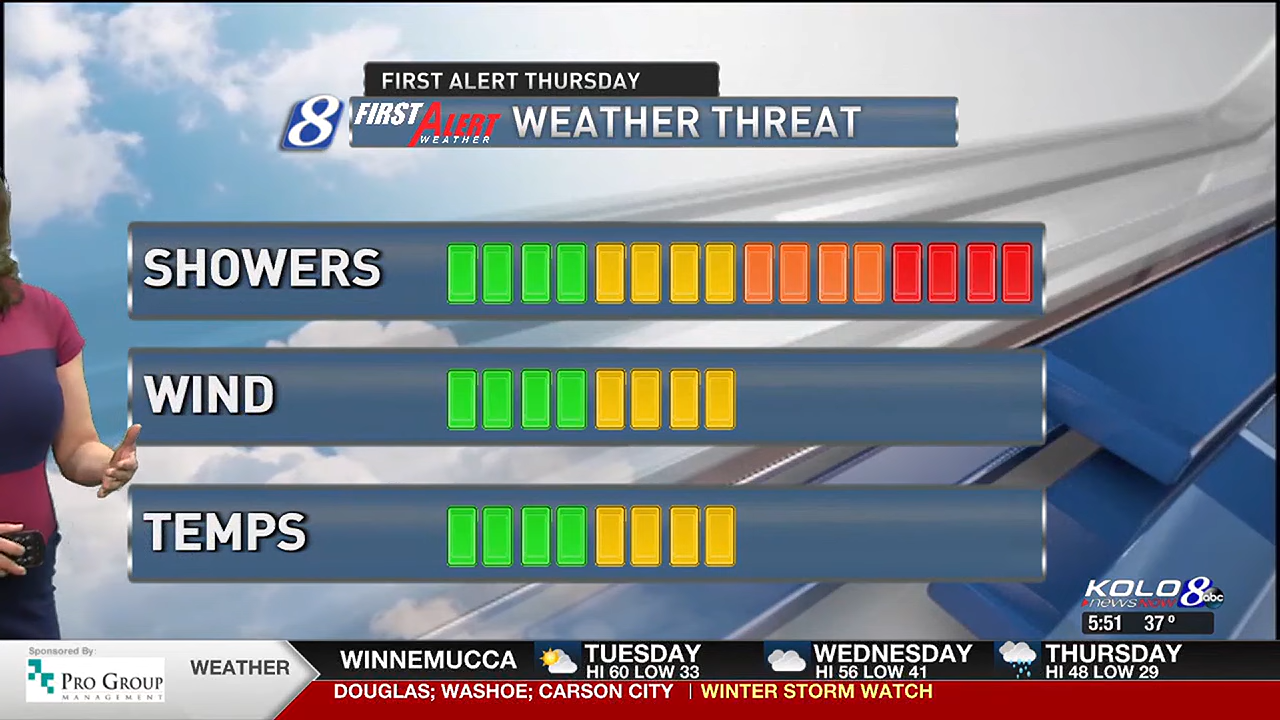 FIRST ALERT THURSDAY
8 FIRST ALERT WEATHER WEATHER THREAT
SHOWERS
WIND
TEMPS
KOLO 8 abc
news NOW
5:51 37°
Sponsored By:
PRO GROUP
MANAGEMENT
WEATHER
WINNEMUCCA
TUESDAY
HI 60 LOW 33
WEDNESDAY
HI 56 LOW 41
THURSDAY
HI 48 LOW 29
DOUGLAS; WASHOE; CARSON CITY | WINTER STORM WATCH